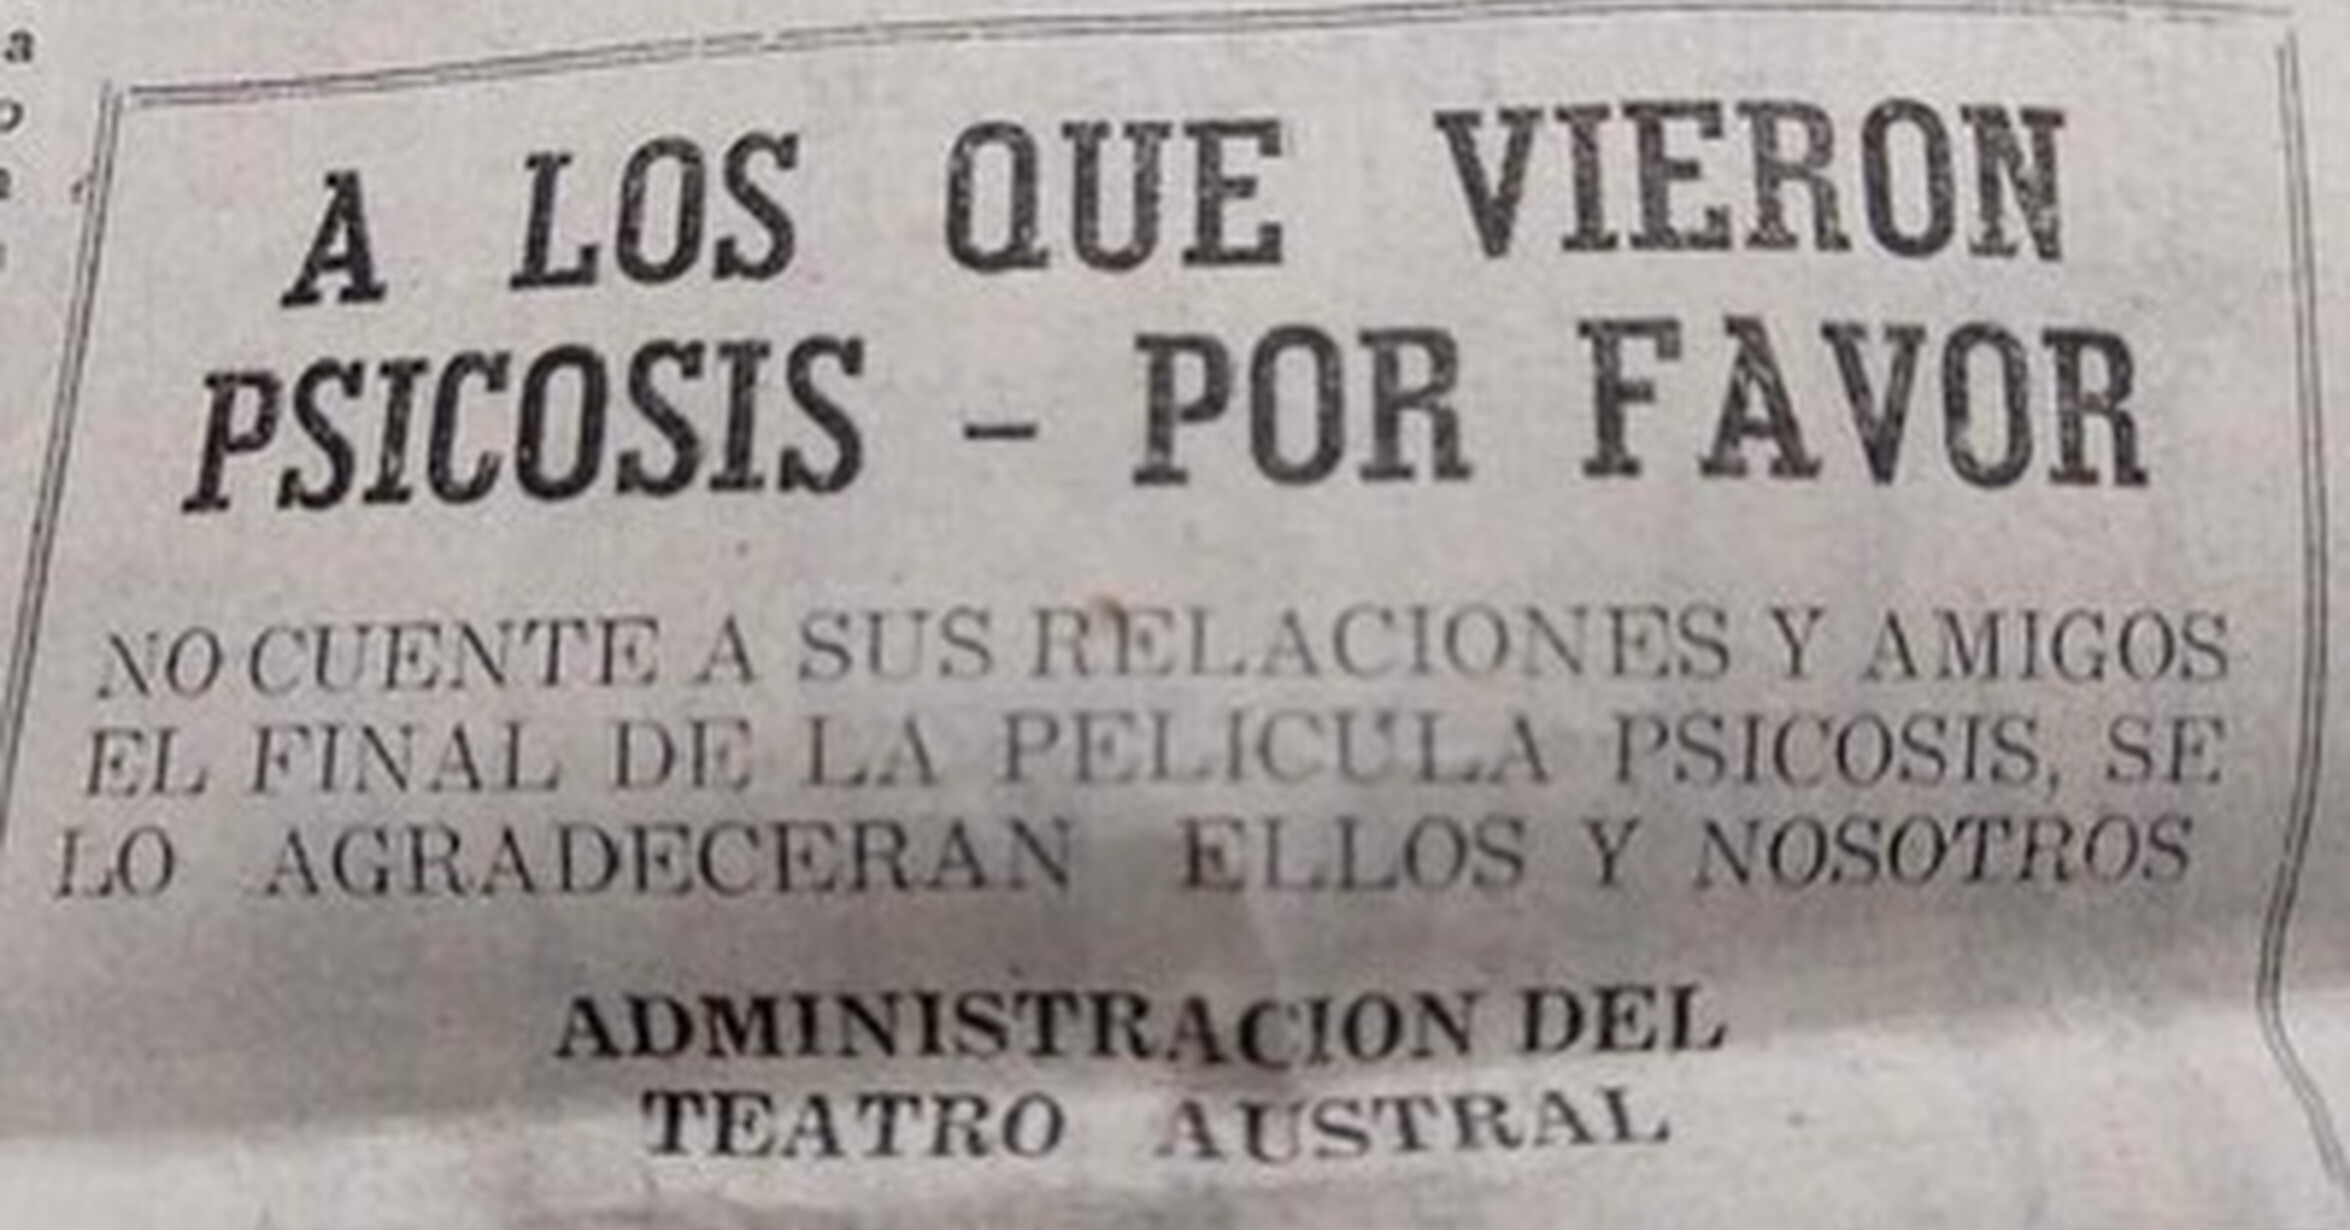 A LOS QUE VIERON
PSICOSIS - POR FAVOR
NO CUENTE A SUS RELACIONES Y AMIGOS
EL FINAL DE LA PELICULA PSICOSIS, SE
LO AGRADECERAN ELLOS Y NOSOTROS
ADMINISTRACION DEL
TEATRO AUSTRAL